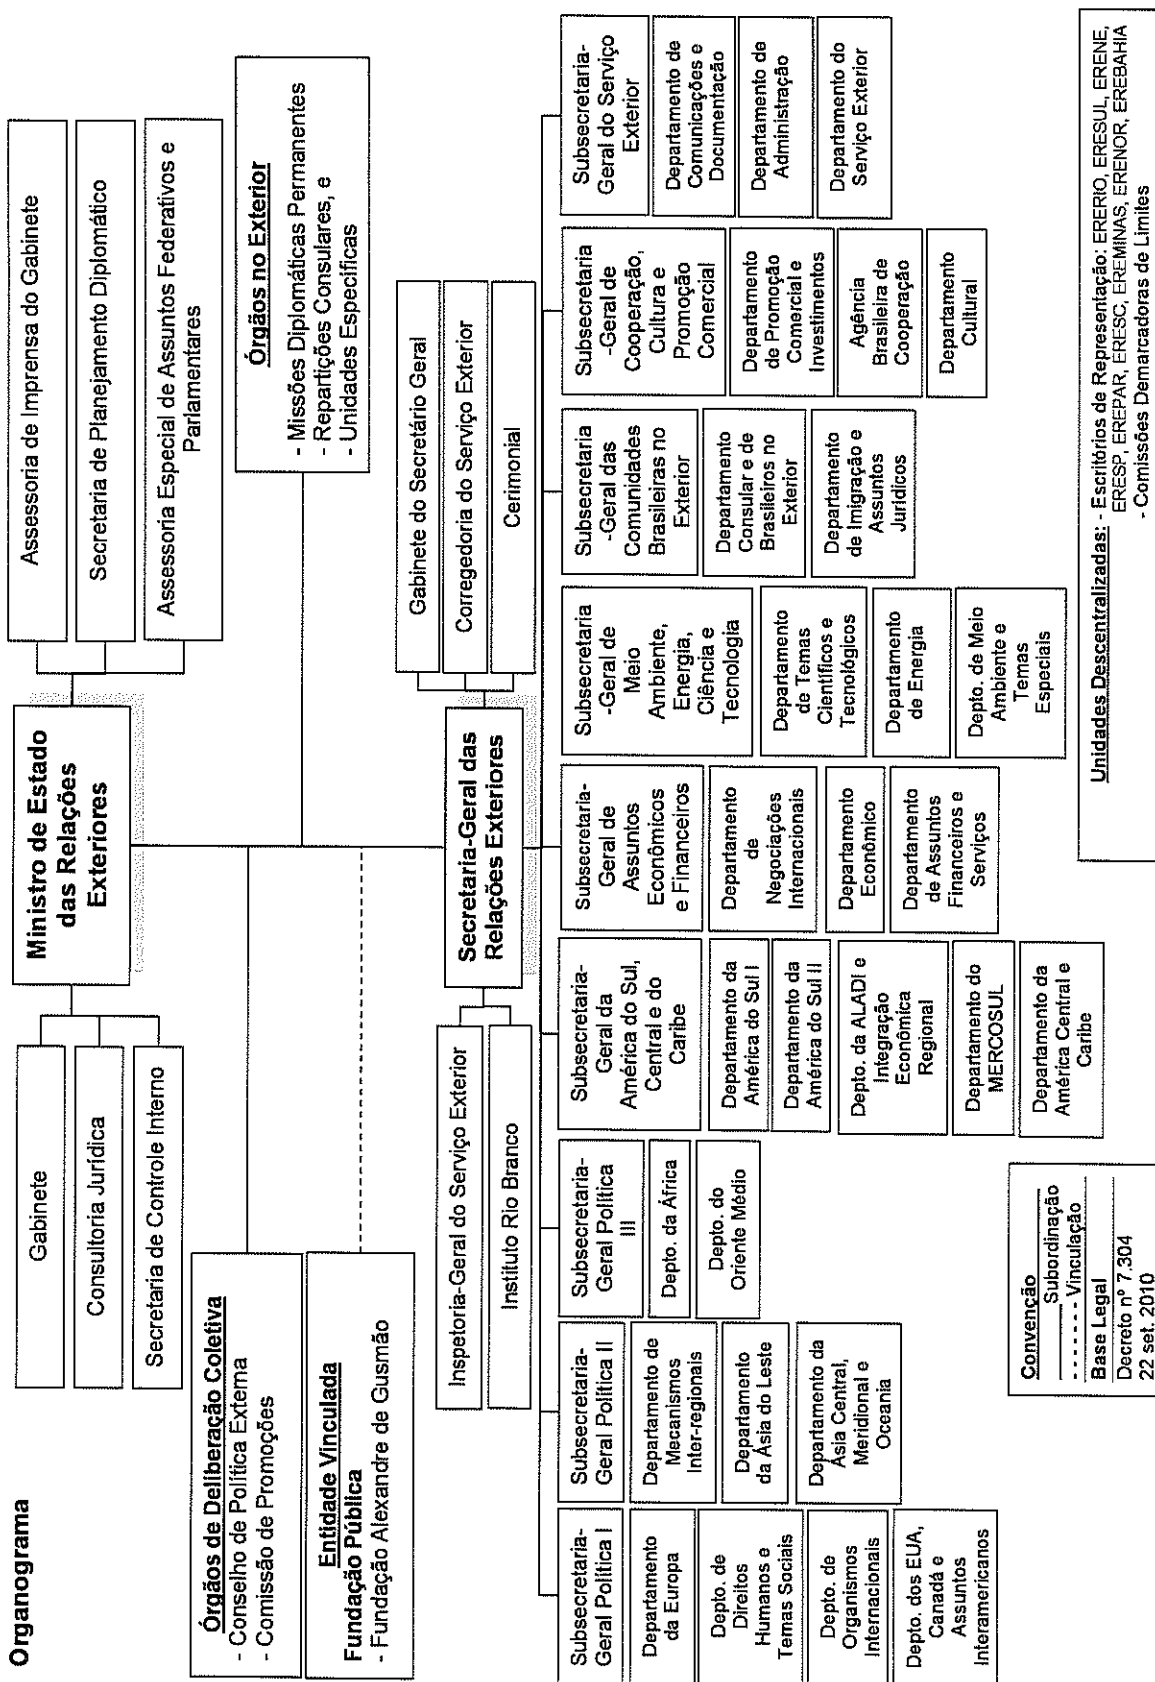 Organograma
Ministro de Estado
das Relações
Exteriores
Gabinete
Consultoria Jurídica
Secretaria de Controle Interno
Assessoria de Imprensa do Gabinete
Secretaria de Planejamento Diplomático
Assessoria Especial de Assuntos Federativos e
Parlamentares
Órgãos de Deliberação Coletiva
- Conselho de Política Externa
- Comissão de Promoções
Entidade Vinculada
Fundação Pública
- Fundação Alexandre de Gusmão
Órgãos no Exterior
- Missões Diplomáticas Permanentes
- Repartições Consulares, e
- Unidades Específicas
Secretaria-Geral das
Relações Exteriores
Inspetoria-Geral do Serviço Exterior
Instituto Rio Branco
Gabinete do Secretário Geral
Corregedoria do Serviço Exterior
Cerimonial
Subsecretaria-
Geral Política I
Departamento
da Europa
Depto. de
Direitos
Humanos e
Temas Sociais
Depto. de
Organismos
Internacionais
Depto. dos EUA,
Canadá e
Assuntos
Interamericanos
Subsecretaria-
Geral Política II
Departamento de
Mecanismos
Inter-regionais
Departamento
da Ásia do Leste
Departamento da
Ásia Central,
Meridional e
Oceania
Subsecretaria-
Geral Política
III
Depto. da África
Depto. do
Oriente Médio
Subsecretaria-
Geral da
América do Sul,
Central e do
Caribe
Departamento da
América do Sul I
Departamento da
América do Sul II
Depto. da ALADI e
Integração
Econômica
Regional
Departamento do
MERCOSUL
Departamento da
América Central e
Caribe
Subsecretaria-
Geral de
Assuntos
Econômicos
e Financeiros
Departamento
de
Negociações
Internacionais
Departamento
Econômico
Departamento
de Assuntos
Financeiros e
Serviços
Subsecretaria
-Geral de
Meio
Ambiente,
Energia,
Ciência e
Tecnologia
Departamento
de Temas
Científicos e
Tecnológicos
Departamento
de Energia
Depto. de Meio
Ambiente e
Temas
Especiais
Subsecretaria
-Geral das
Comunidades
Brasileiras no
Exterior
Departamento
Consular e de
Brasileiros no
Exterior
Departamento
de Imigração e
Assuntos
Jurídicos
Subsecretaria
-Geral de
Cooperação,
Cultura e
Promoção
Comercial
Departamento
de Promoção
Comercial e
Investimentos
Agência
Brasileira de
Cooperação
Departamento
Cultural
Subsecretaria-
Geral do Serviço
Exterior
Departamento de
Comunicações e
Documentação
Departamento de
Administração
Departamento do
Serviço Exterior
Convenção
Subordinação
Vinculação
Base Legal
Decreto nº 7.304
22 set. 2010
Unidades Descentralizadas: - Escritórios de Representação: ERERIO, ERESUL, ERENE,
ERESP, EREPAR, ERESC, EREMINAS, ERENOR, EREBAHIA
- Comissões Demarcadoras de Limites